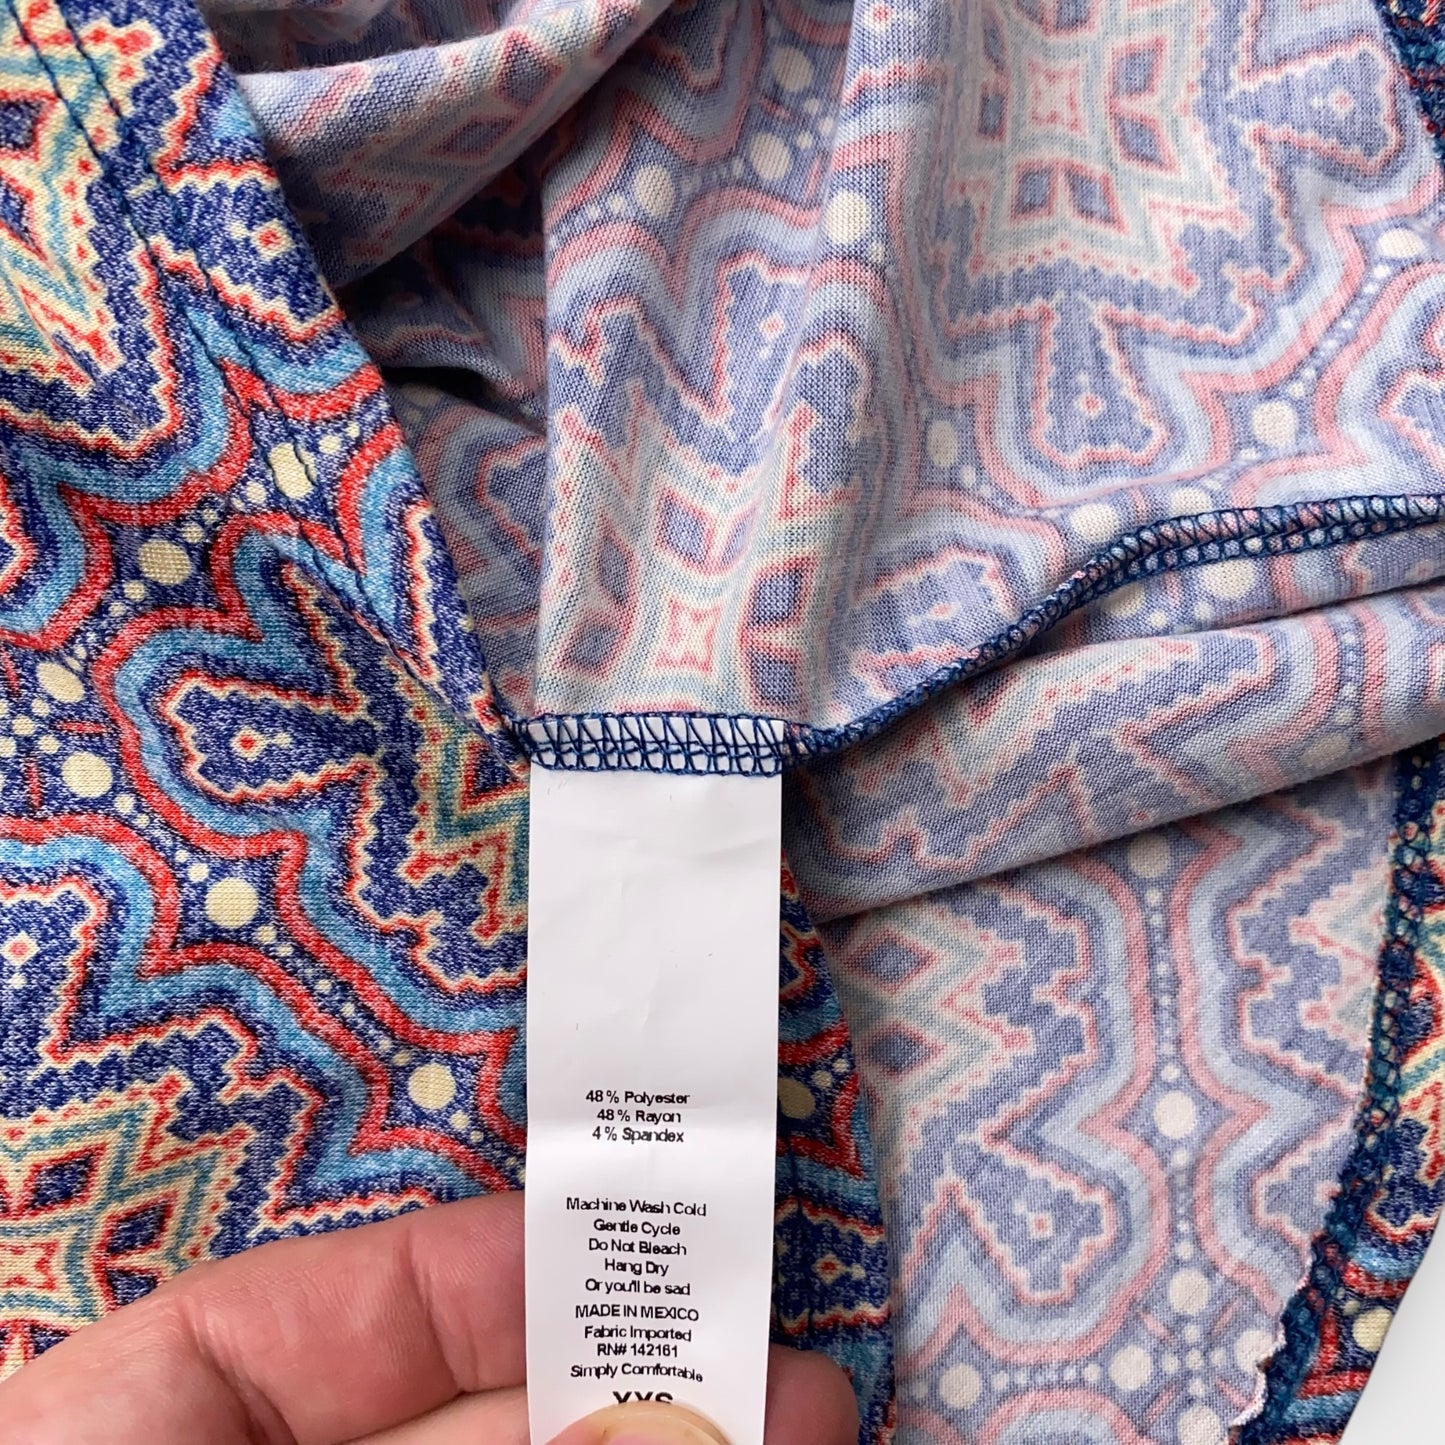 48% Polyester
48% Rayon
4% Spandex
Machine Wash Cold
Gentle Cycle
Do Not Bleach
Hang Dry
Or you'll be sad
MADE IN MEXICO
Fabric Imported
RN# 142161
Simply Comfortable
XXS